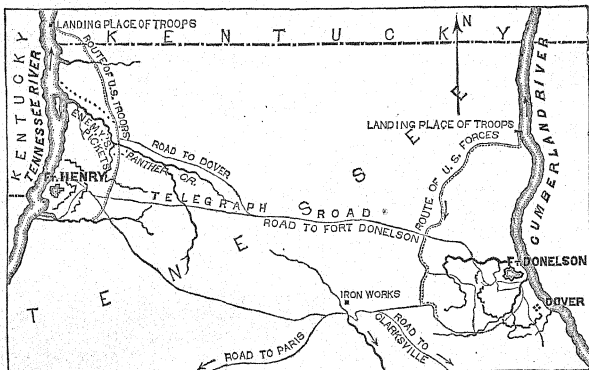 LANDING PLACE OF TROOPS
KENTUCKY
N
KENTUCKY
TENNESSEE RIVER
ROUTE OF U.S. TROOPS
ENEMY'S PICKETS
PANTHER CR.
ROAD TO DOVER
Ft. HENRY
TELEGRAPH ROAD
ROAD TO FORT DONELSON
LANDING PLACE OF TROOPS
ROUTE OF U.S. FORCES
CUMBERLAND RIVER
Ft. DONELSON
DOVER
IRON WORKS
ROAD TO PARIS
ROAD TO CLARKSVILLE
TENNESSEE